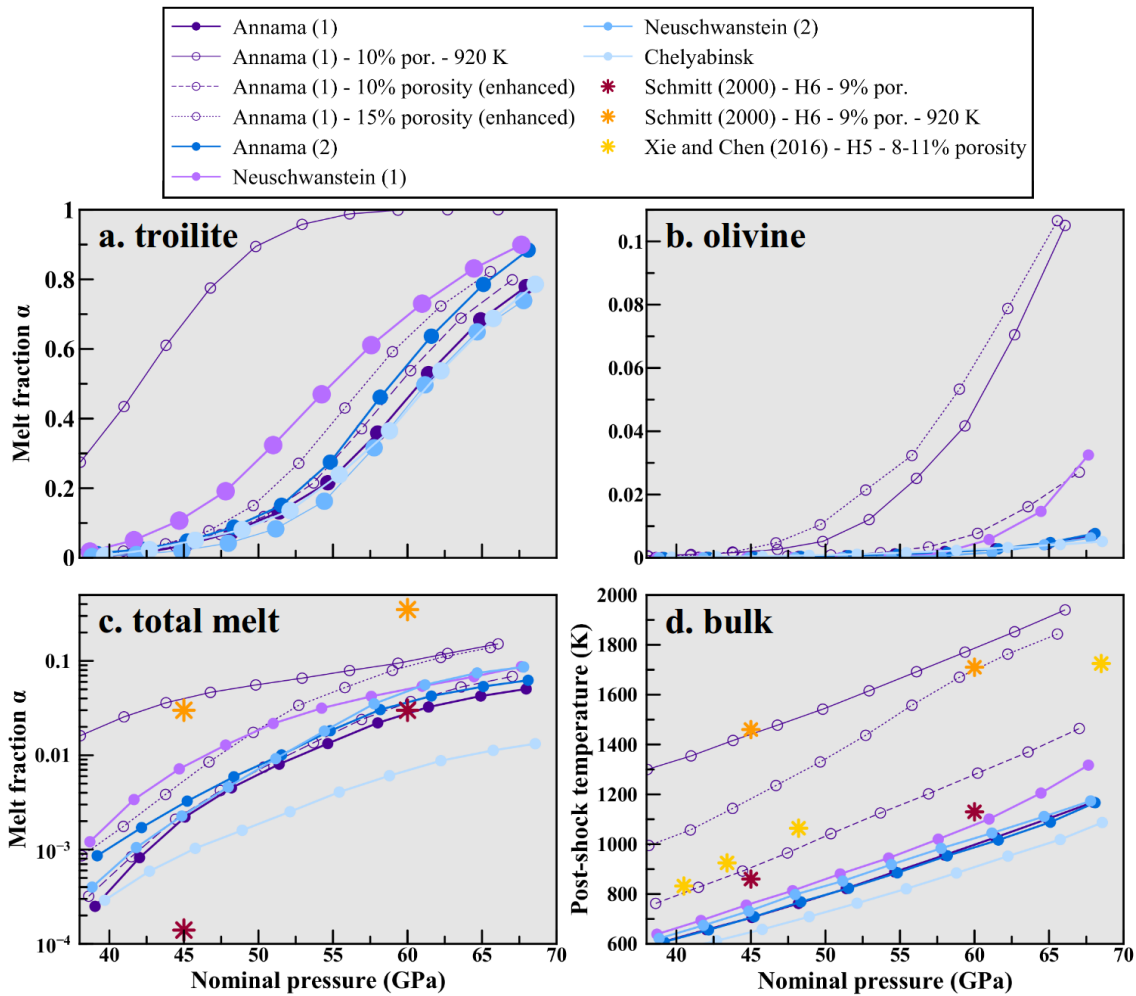 Annama (1)
Annama (1) - 10% por. - 920 K
Annama (1) - 10% porosity (enhanced)
Annama (1) - 15% porosity (enhanced)
Annama (2)
Neuschwanstein (1)
Neuschwanstein (2)
Chelyabinsk
Schmitt (2000) - H6 - 9% por.
Schmitt (2000) - H6 - 9% por. - 920 K
Xie and Chen (2016) - H5 - 8-11% porosity
a. troilite
Melt fraction α
1
0.8
0.6
0.4
0.2
0
b. olivine
0.1
0.08
0.06
0.04
0.02
0
c. total melt
Melt fraction α
0.1
0.01
10⁻³
10⁻⁴
40 45 50 55 60 65 70
Nominal pressure (GPa)
d. bulk
Post-shock temperature (K)
2000
1800
1600
1400
1200
1000
800
600
40 45 50 55 60 65 70
Nominal pressure (GPa)